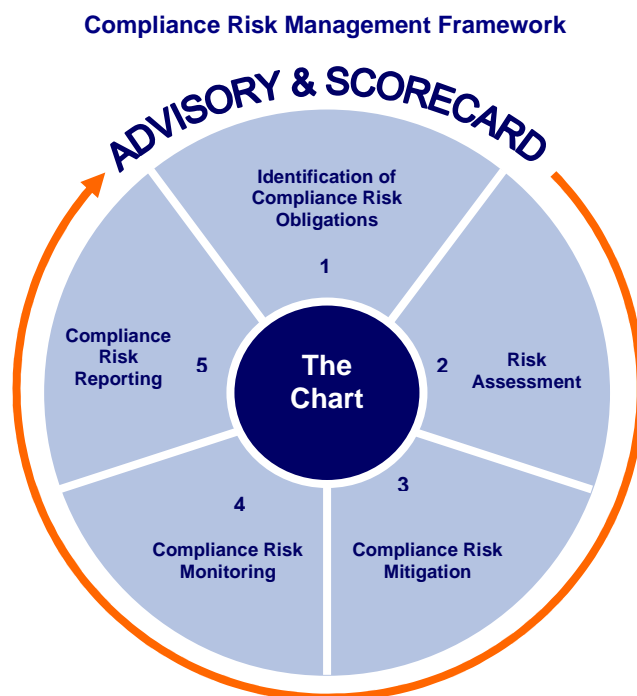 Compliance Risk Management Framework
ADVISORY & SCORECARD
Identification of
Compliance Risk
Obligations
1
2
Risk
Assessment
3
Compliance Risk
Mitigation
4
Compliance Risk
Monitoring
5
Compliance
Risk
Reporting
The
Chart